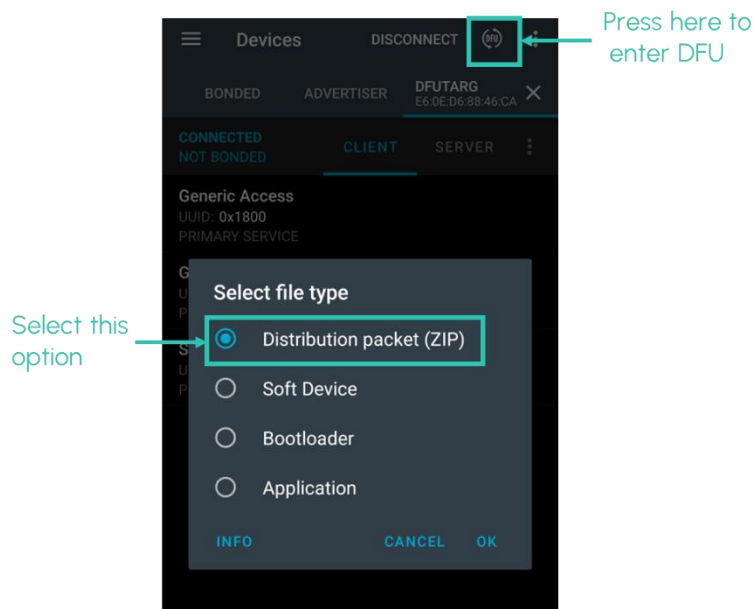 Press here to
enter DFU
Devices DISCONNECT DFU
BONDED ADVERTISER DFUTARG
E6:0E:D6:88:46:CA
CONNECTED
NOT BONDED
CLIENT SERVER
Generic Access
UUID: 0x1800
PRIMARY SERVICE
G
U
P
Select file type
Select this
option
Distribution packet (ZIP)
S
U
P
Soft Device
Bootloader
Application
INFO CANCEL OK